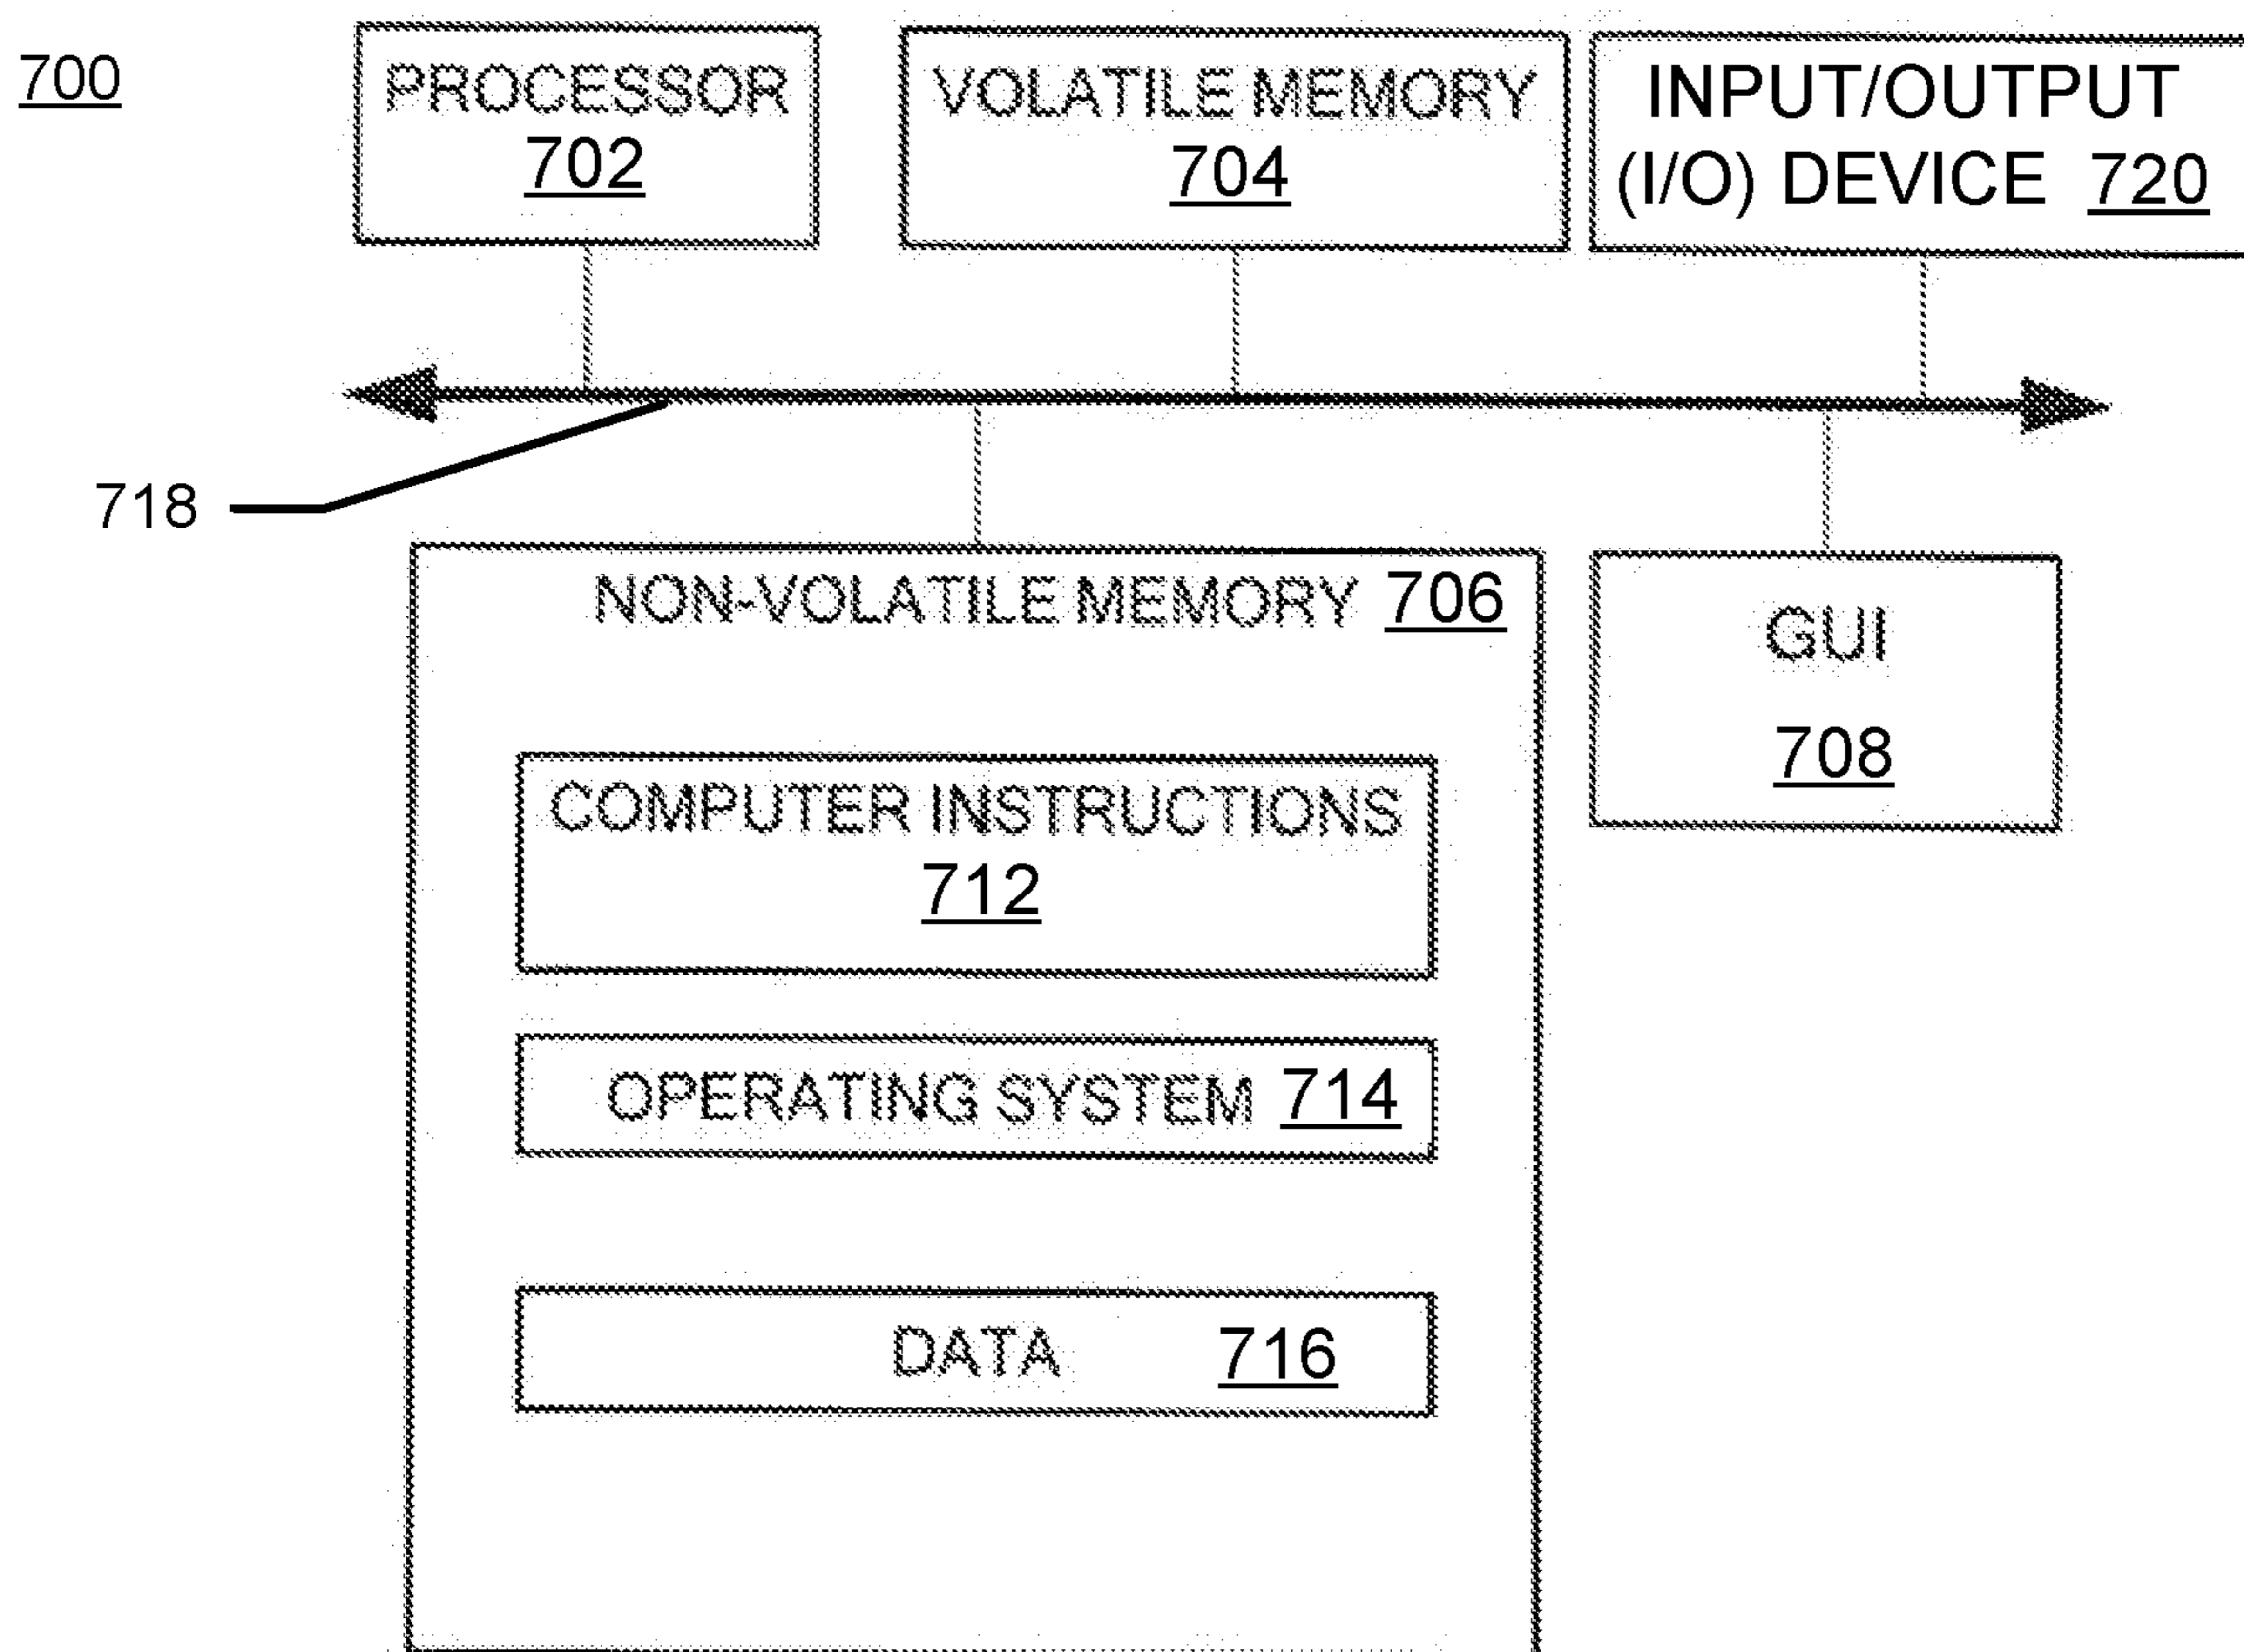 700
PROCESSOR
702
VOLATILE MEMORY
704
INPUT/OUTPUT
(I/O) DEVICE 720
718
NON-VOLATILE MEMORY 706
COMPUTER INSTRUCTIONS
712
OPERATING SYSTEM 714
DATA 716
GUI
708